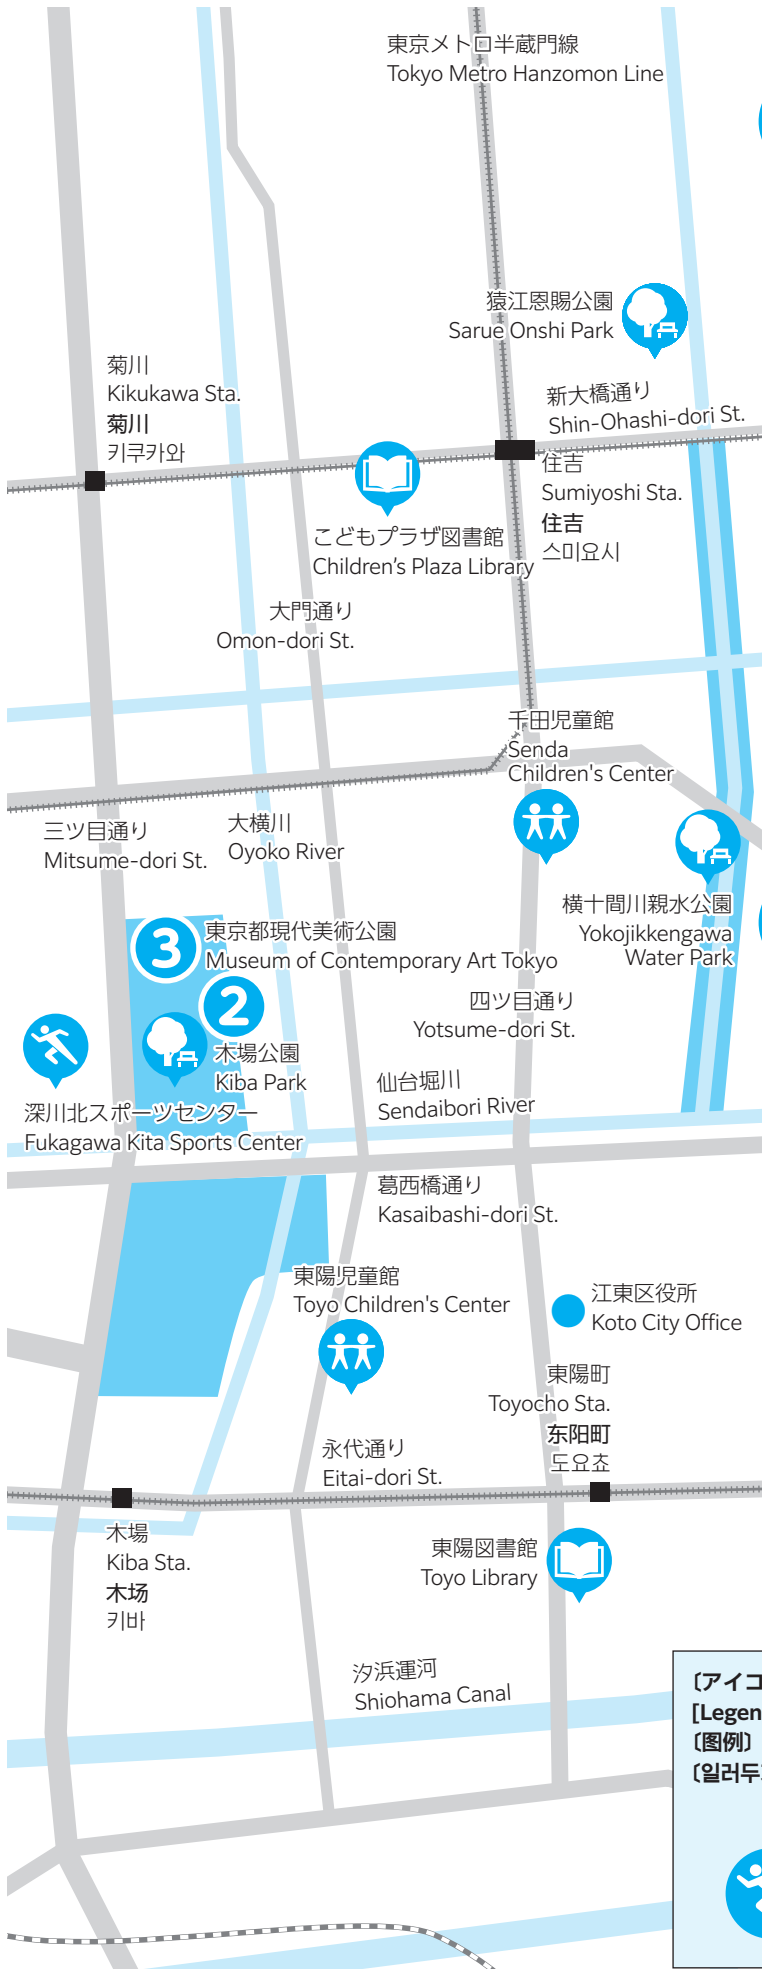 東京メトロ半蔵門線
Tokyo Metro Hanzomon Line
猿江恩賜公園
Sarue Onshi Park
菊川
Kikukawa Sta.
菊川
키쿠카와
新大橋通り
Shin-Ohashi-dori St.
住吉
Sumiyoshi Sta.
住吉
스미요시
こどもプラザ図書館
Children's Plaza Library
大門通り
Omon-dori St.
千田児童館
Senda
Children's Center
三ツ目通り
Mitsume-dori St.
大横川
Oyoko River
横十間川親水公園
Yokojikkengawa
Water Park
3
東京都現代美術公園
Museum of Contemporary Art Tokyo
2
木場公園
Kiba Park
四ツ目通り
Yotsume-dori St.
仙台堀川
Sendaibori River
深川北スポーツセンター
Fukagawa Kita Sports Center
葛西橋通り
Kasaibashi-dori St.
東陽児童館
Toyo Children's Center
江東区役所
Koto City Office
東陽町
Toyocho Sta.
东阳町
도요쵸
永代通り
Eitai-dori St.
木場
Kiba Sta.
木场
키바
東陽図書館
Toyo Library
汐浜運河
Shiohama Canal
〔アイコ
[Legen
〔图例〕
〔일러두